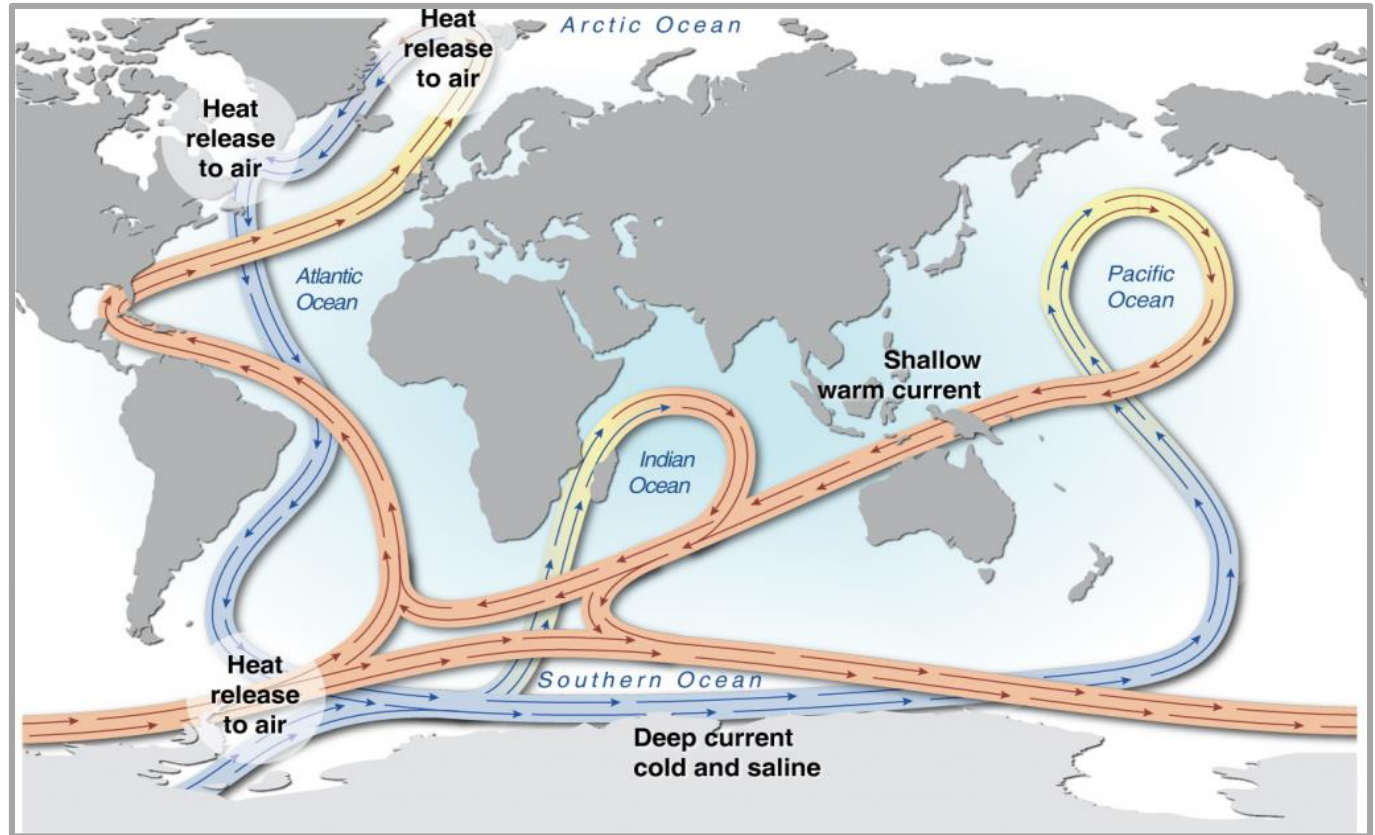 Heat
release
to air
Arctic Ocean
Heat
release
to air
Atlantic
Ocean
Pacific
Ocean
Shallow
warm current
Indian
Ocean
Heat
release
to air
Southern Ocean
Deep current
cold and saline